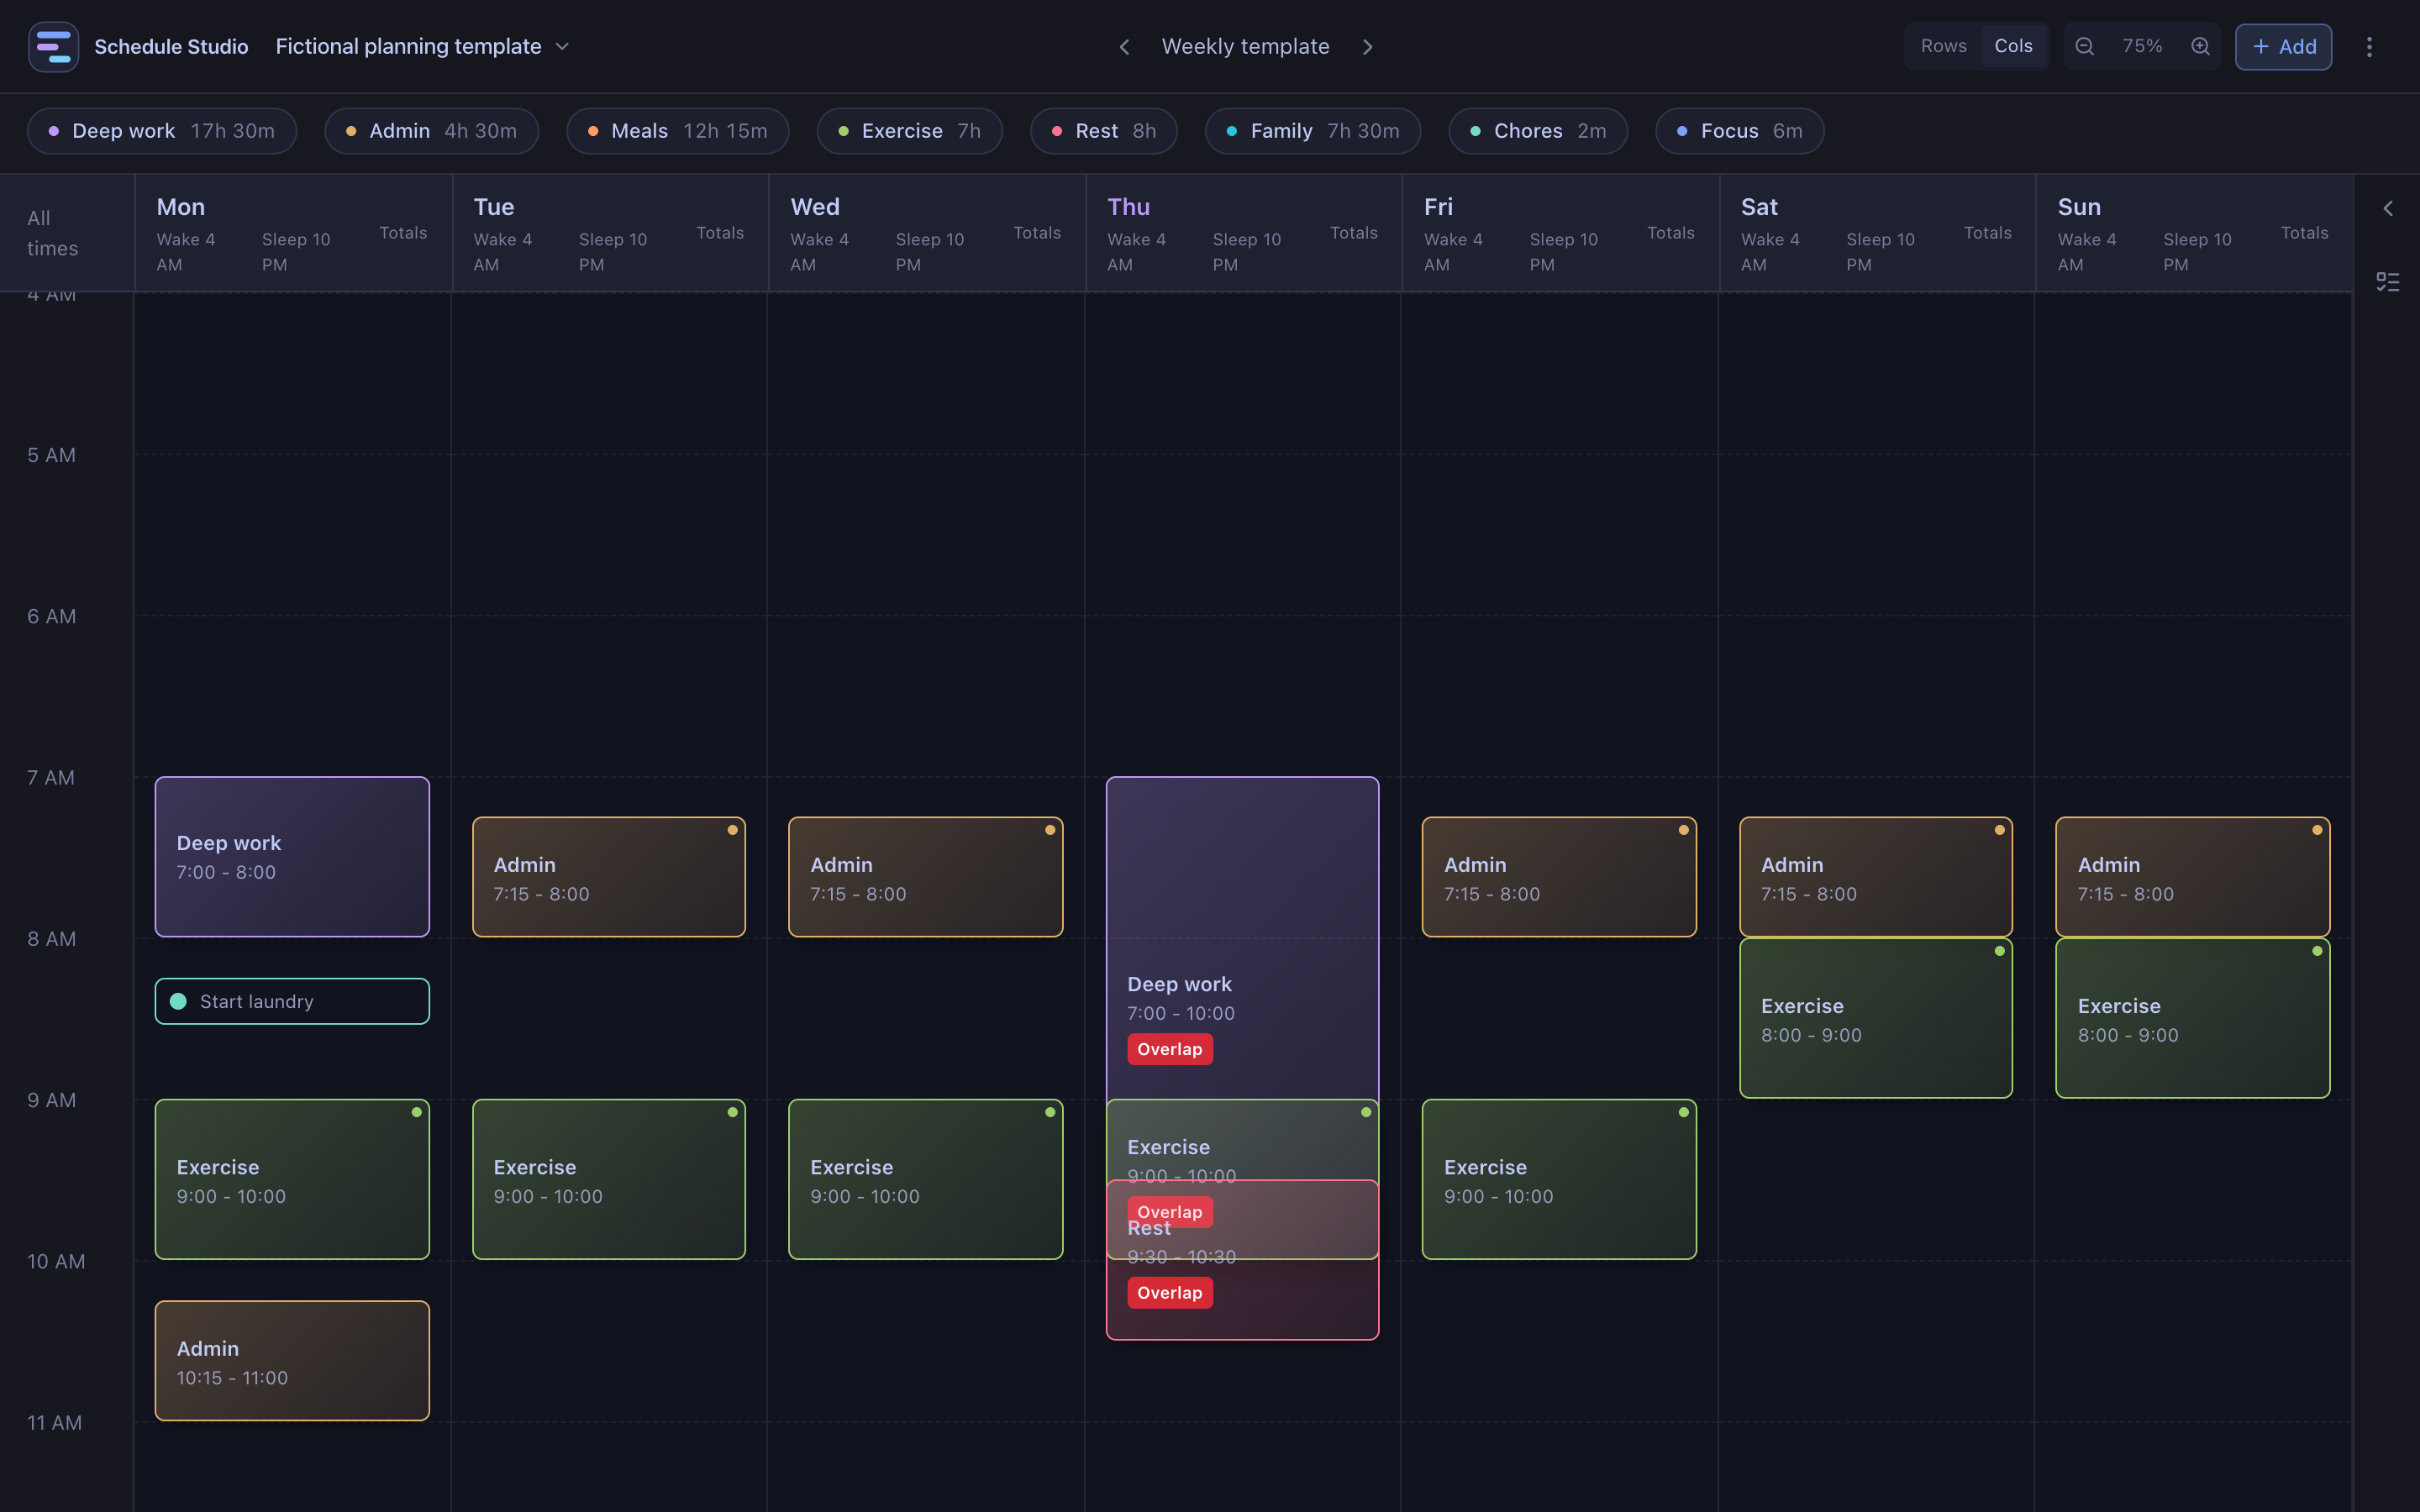 Schedule Studio
Fictional planning template
Weekly template
Rows
Cols
75%
Add
Deep work 17h 30m
Admin 4h 30m
Meals 12h 15m
Exercise 7h
Rest 8h
Family 7h 30m
Chores 2m
Focus 6m
All
times
Mon
Wake 4
AM
Sleep 10
PM
Totals
Tue
Wake 4
AM
Sleep 10
PM
Totals
Wed
Wake 4
AM
Sleep 10
PM
Totals
Thu
Wake 4
AM
Sleep 10
PM
Totals
Fri
Wake 4
AM
Sleep 10
PM
Totals
Sat
Wake 4
AM
Sleep 10
PM
Totals
Sun
Wake 4
AM
Sleep 10
PM
Totals
4 AM
5 AM
6 AM
7 AM
8 AM
9 AM
10 AM
11 AM
Deep work
7:00 - 8:00
Start laundry
Exercise
9:00 - 10:00
Admin
10:15 - 11:00
Admin
7:15 - 8:00
Exercise
9:00 - 10:00
Admin
7:15 - 8:00
Exercise
9:00 - 10:00
Deep work
7:00 - 10:00
Overlap
Exercise
9:00 - 10:00
Overlap
Rest
9:30 - 10:30
Overlap
Admin
7:15 - 8:00
Exercise
9:00 - 10:00
Admin
7:15 - 8:00
Exercise
8:00 - 9:00
Admin
7:15 - 8:00
Exercise
8:00 - 9:00